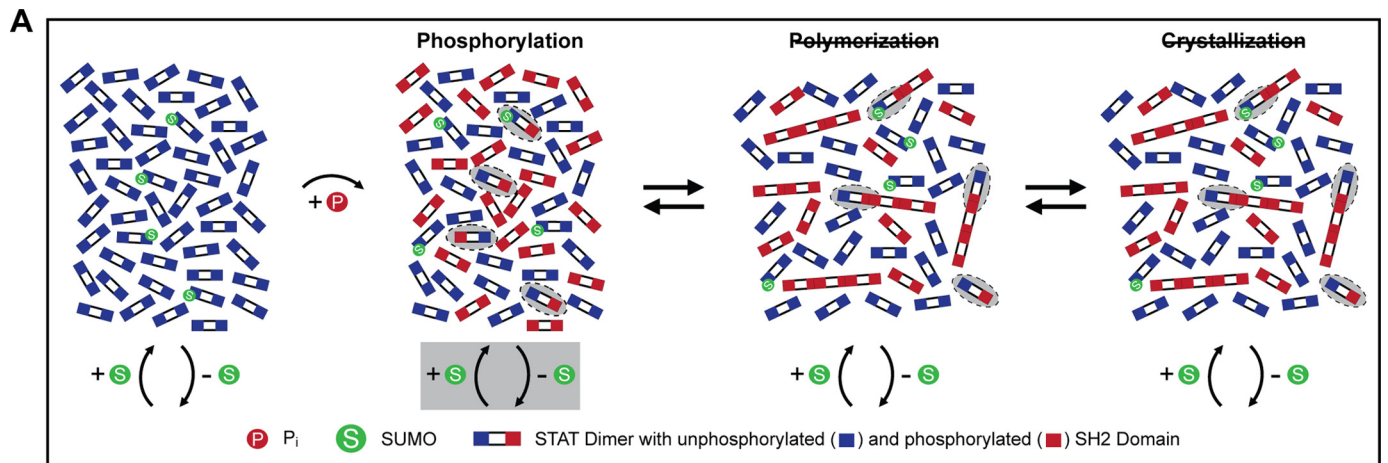 A
Phosphorylation Polymerization Crystallization
S S S S
S S S S
S S S S
S S S S
+ P
+ S - S + S - S + S - S + S - S
P Pi S SUMO STAT Dimer with unphosphorylated ( ) and phosphorylated ( ) SH2 Domain